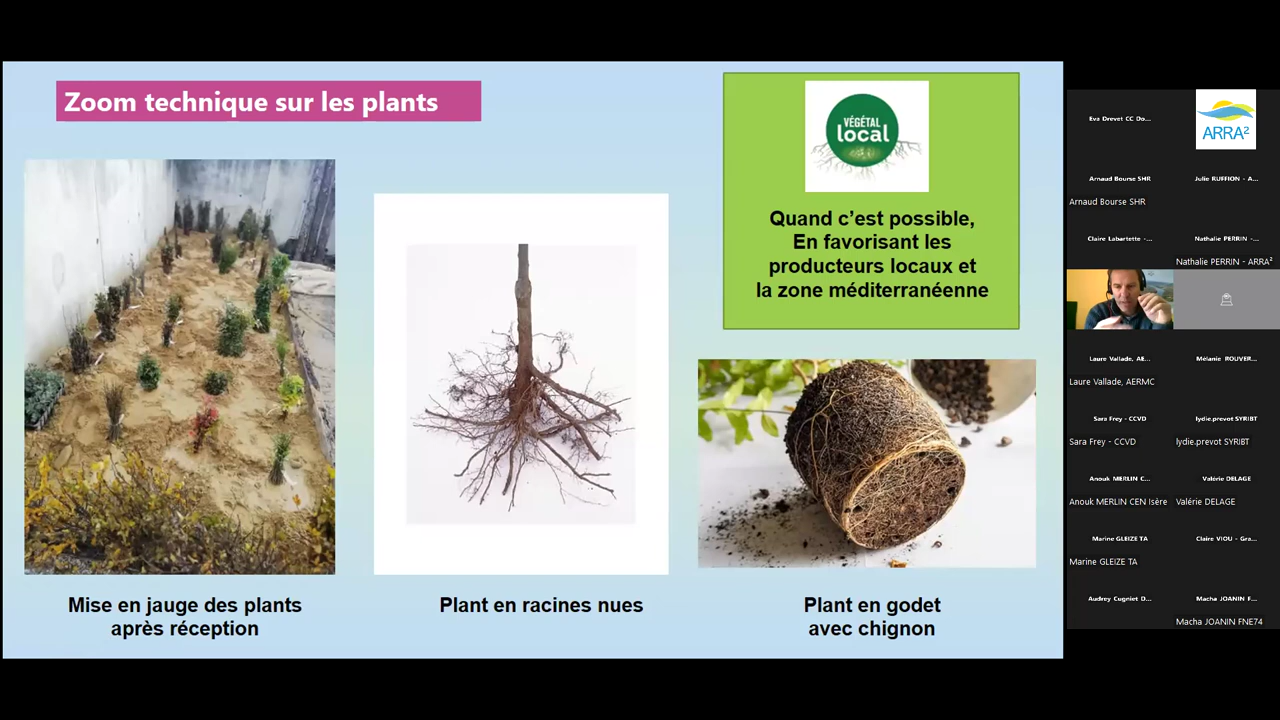 Zoom technique sur les plants
VÉGÉTAL
local
Quand c'est possible,
En favorisant les
producteurs locaux et
la zone méditerranéenne
Mise en jauge des plants
après réception
Plant en racines nues
Plant en godet
avec chignon
Eva Drevet CC Do...
ARRA²
Arnaud Bourse SHR
Julie RUFFION - A...
Arnaud Bourse SHR
Claire Labartette -...
Nathalie PERRIN -...
Nathalie PERRIN - ARRA²
Laure Vallade, AE...
Mélanie ROUVER...
Laure Vallade, AERMC
Sara Frey - CCVD
lydie.prevot SYRIBT
Sara Frey - CCVD
lydie.prevot SYRIBT
Anouk MERLIN C...
Valérie DELAGE
Anouk MERLIN CEN Isère
Valérie DELAGE
Marine GLEIZE TA
Claire VIOU - Gra...
Marine GLEIZE TA
Audrey Cugniet D...
Macha JOANIN F...
Macha JOANIN FNE74